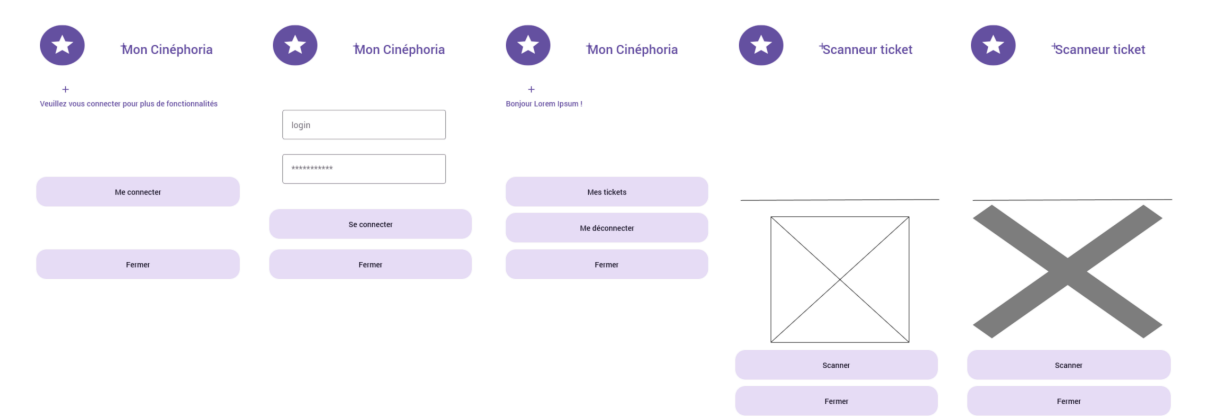 Mon Cinéphoria
Veuillez vous connecter pour plus de fonctionnalités
Me connecter
Fermer
Mon Cinéphoria
login
***********
Se connecter
Fermer
Mon Cinéphoria
Bonjour Lorem Ipsum !
Mes tickets
Me déconnecter
Fermer
Scanneur ticket
Scanner
Fermer
Scanneur ticket
Scanner
Fermer